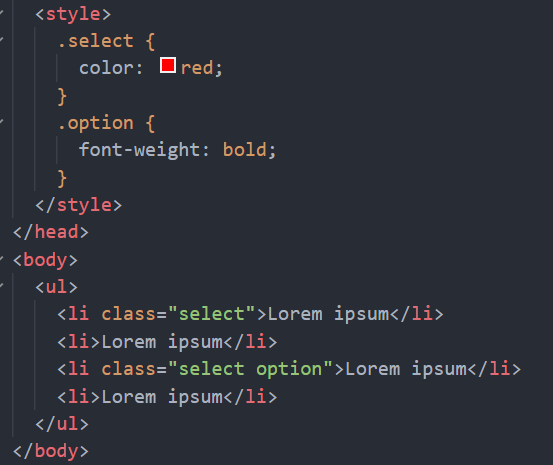 <style>
.select {
color: red;
}
.option {
font-weight: bold;
}
</style>
</head>
<body>
<ul>
<li class="select">Lorem ipsum</li>
<li>Lorem ipsum</li>
<li class="select option">Lorem ipsum</li>
<li>Lorem ipsum</li>
</ul>
</body>